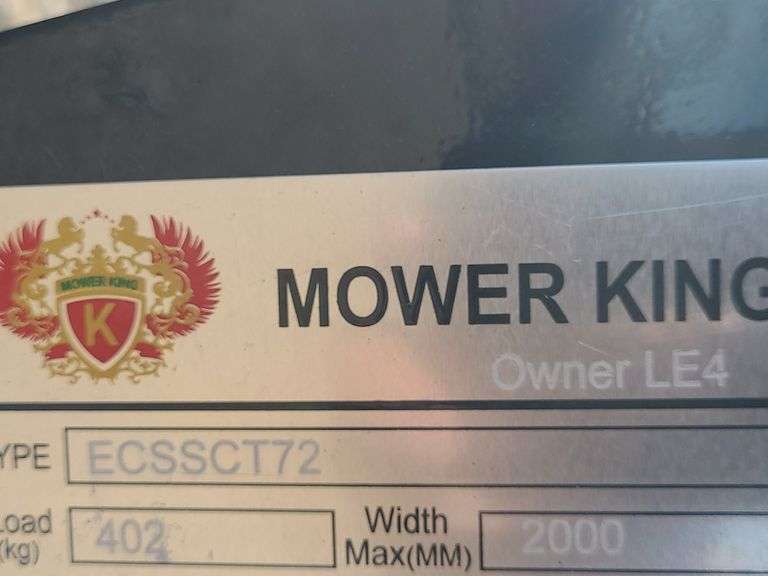 MOWER KING
K
MOWER KING
Owner LE4
YPE ECSSCT72
Load (kg) 402 Width Max(MM) 2000